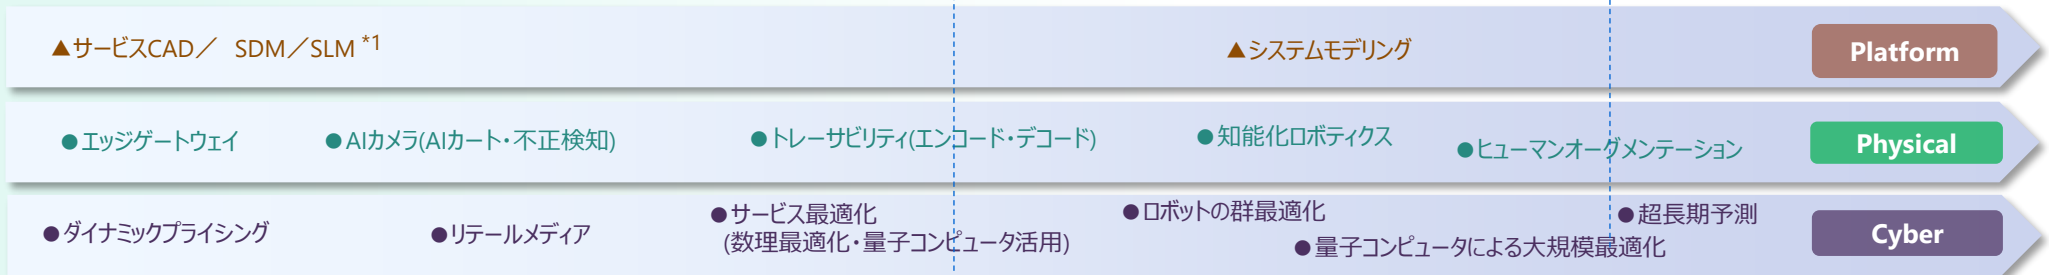 ▲サービスCAD／ SDM／SLM *1
▲システムモデリング
Platform
●エッジゲートウェイ
●AIカメラ(AIカート・不正検知)
●トレーサビリティ(エンコード・デコード)
●知能化ロボティクス
●ヒューマンオーグメンテーション
Physical
●ダイナミックプライシング
●リテールメディア
●サービス最適化
(数理最適化・量子コンピュータ活用)
●ロボットの群最適化
●量子コンピュータによる大規模最適化
●超長期予測
Cyber